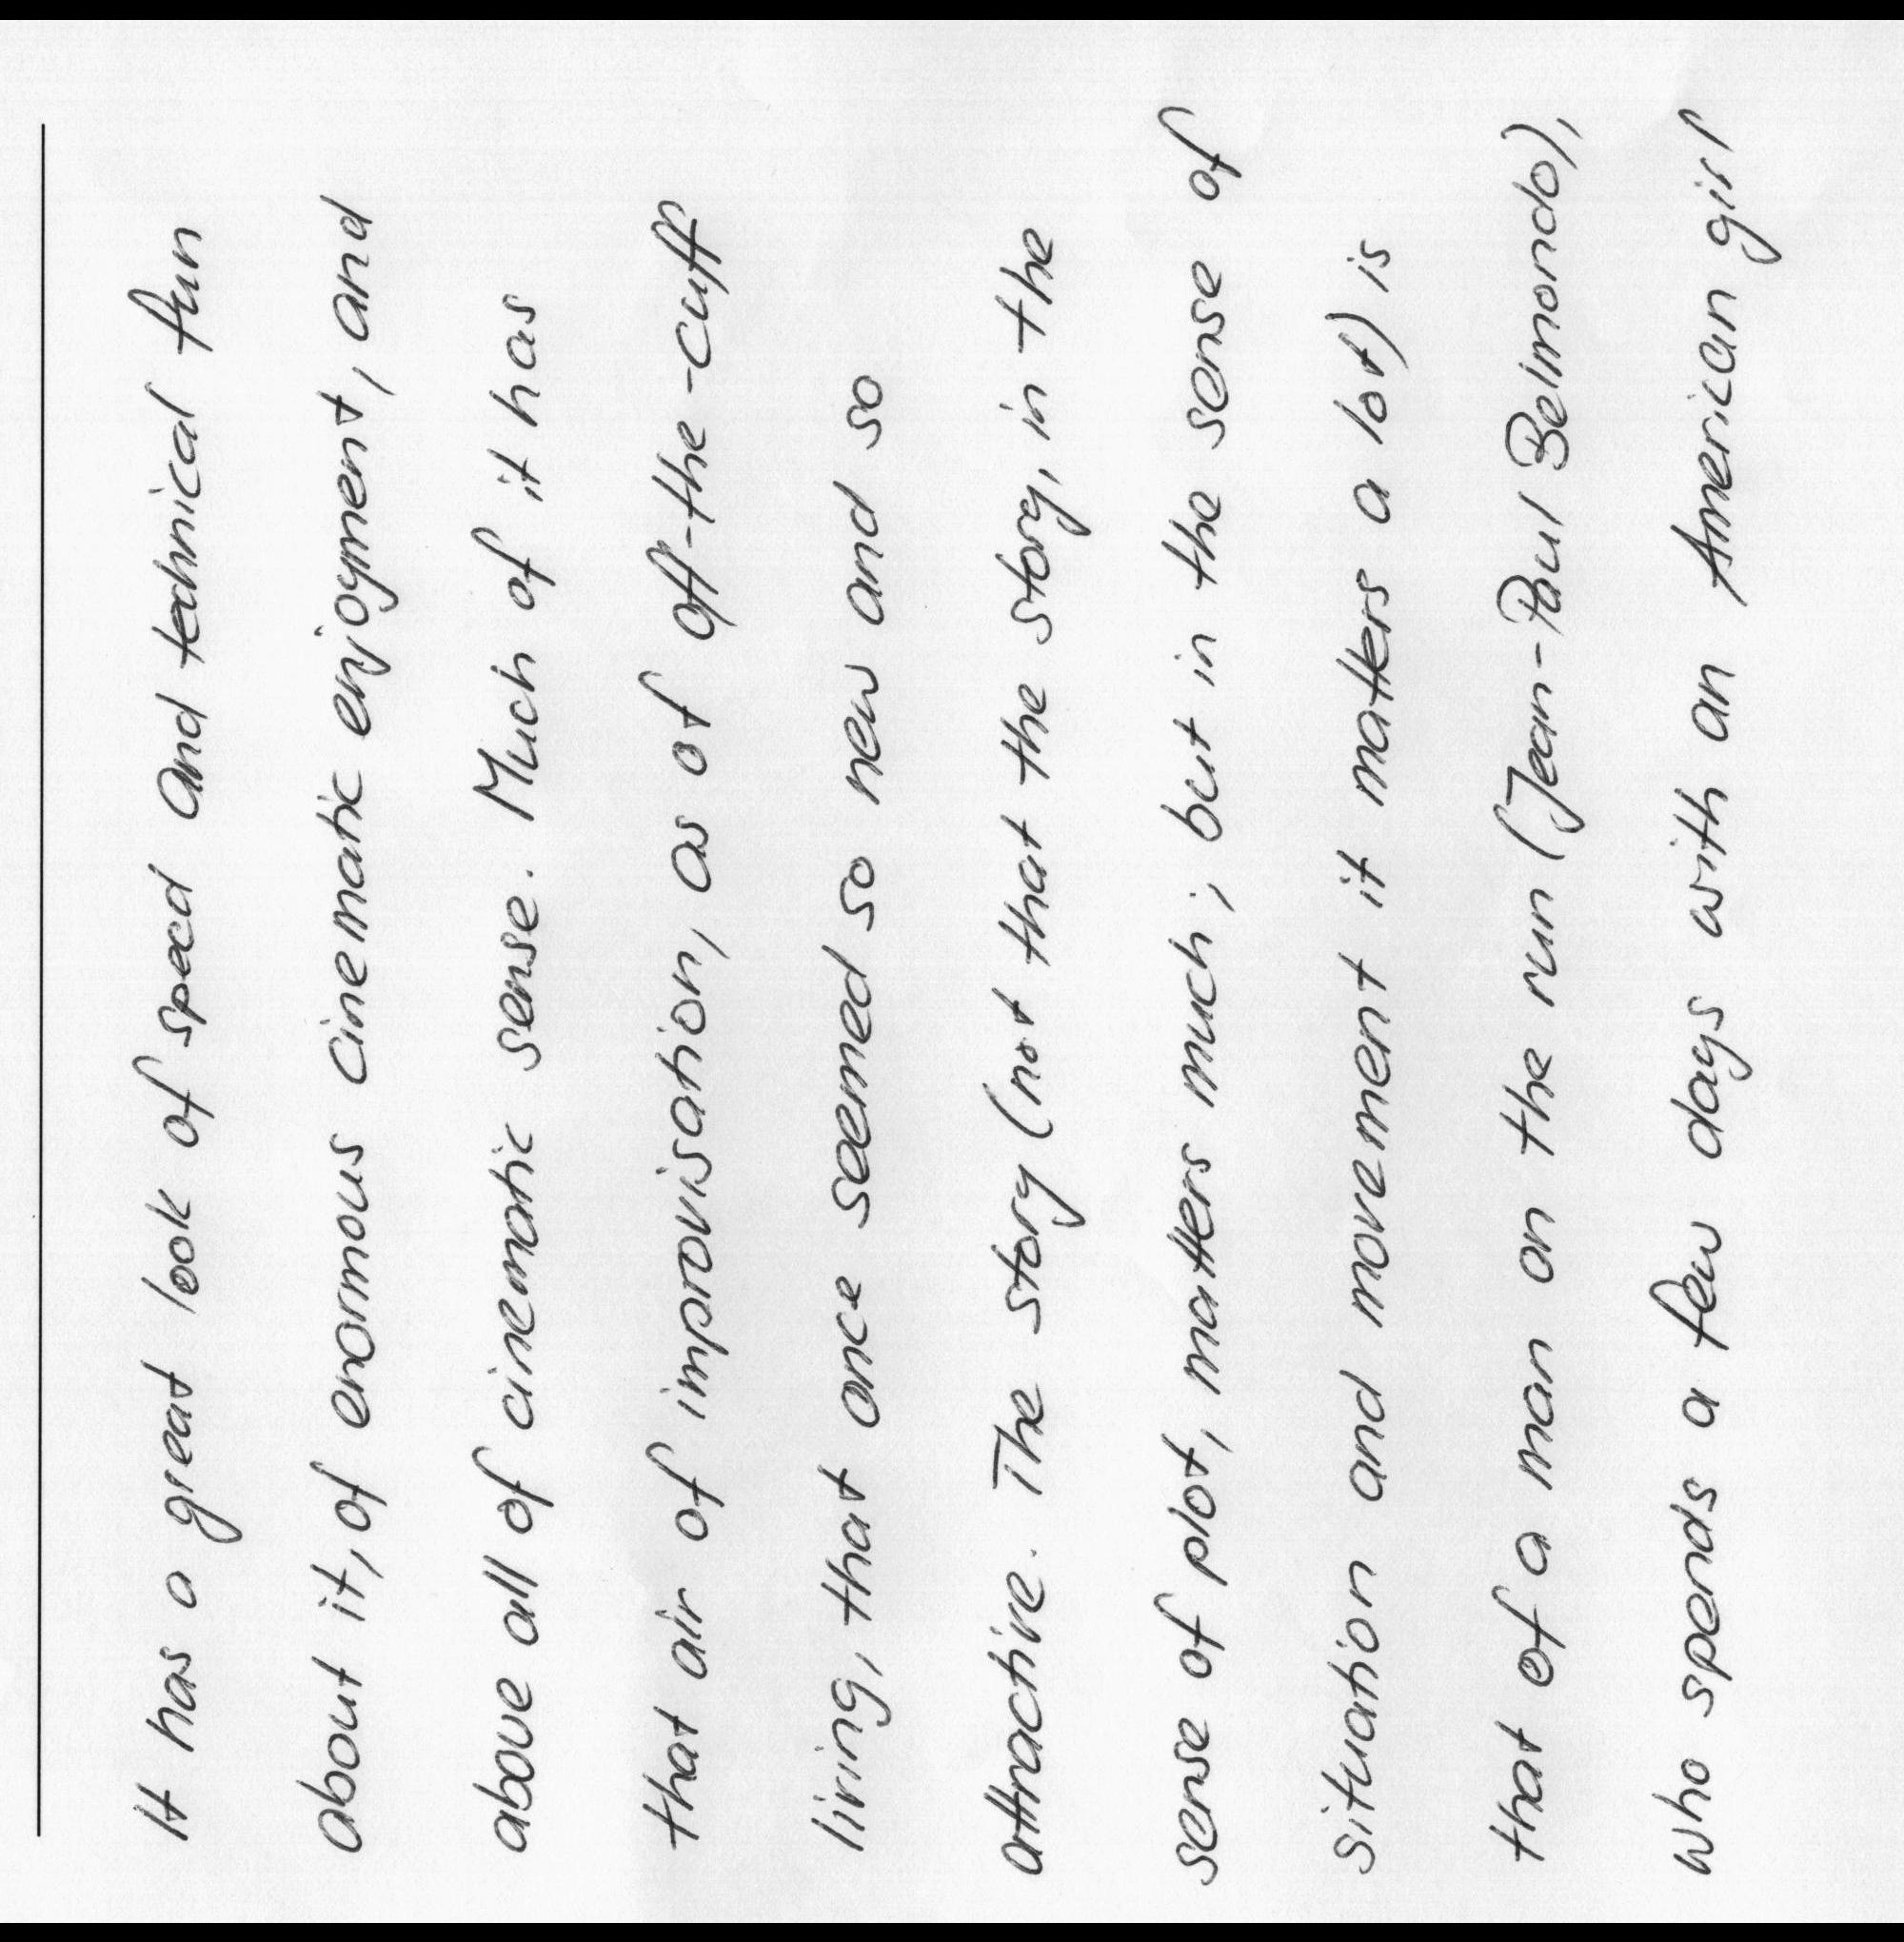 It has a great look of speed and technical fun
about it, of enormous cinematic enjoyment, and
above all of cinematic sense. Much of it has
that air of improvisation, as of off-the-cuff
living, that once seemed so new and so
attractive. The story (not that the story, in the
sense of plot, matters much; but in the sense of
situation and movement it matters a lot) is
that of a man on the run (Jean-Paul Belmondo),
who spends a few days with an American girl